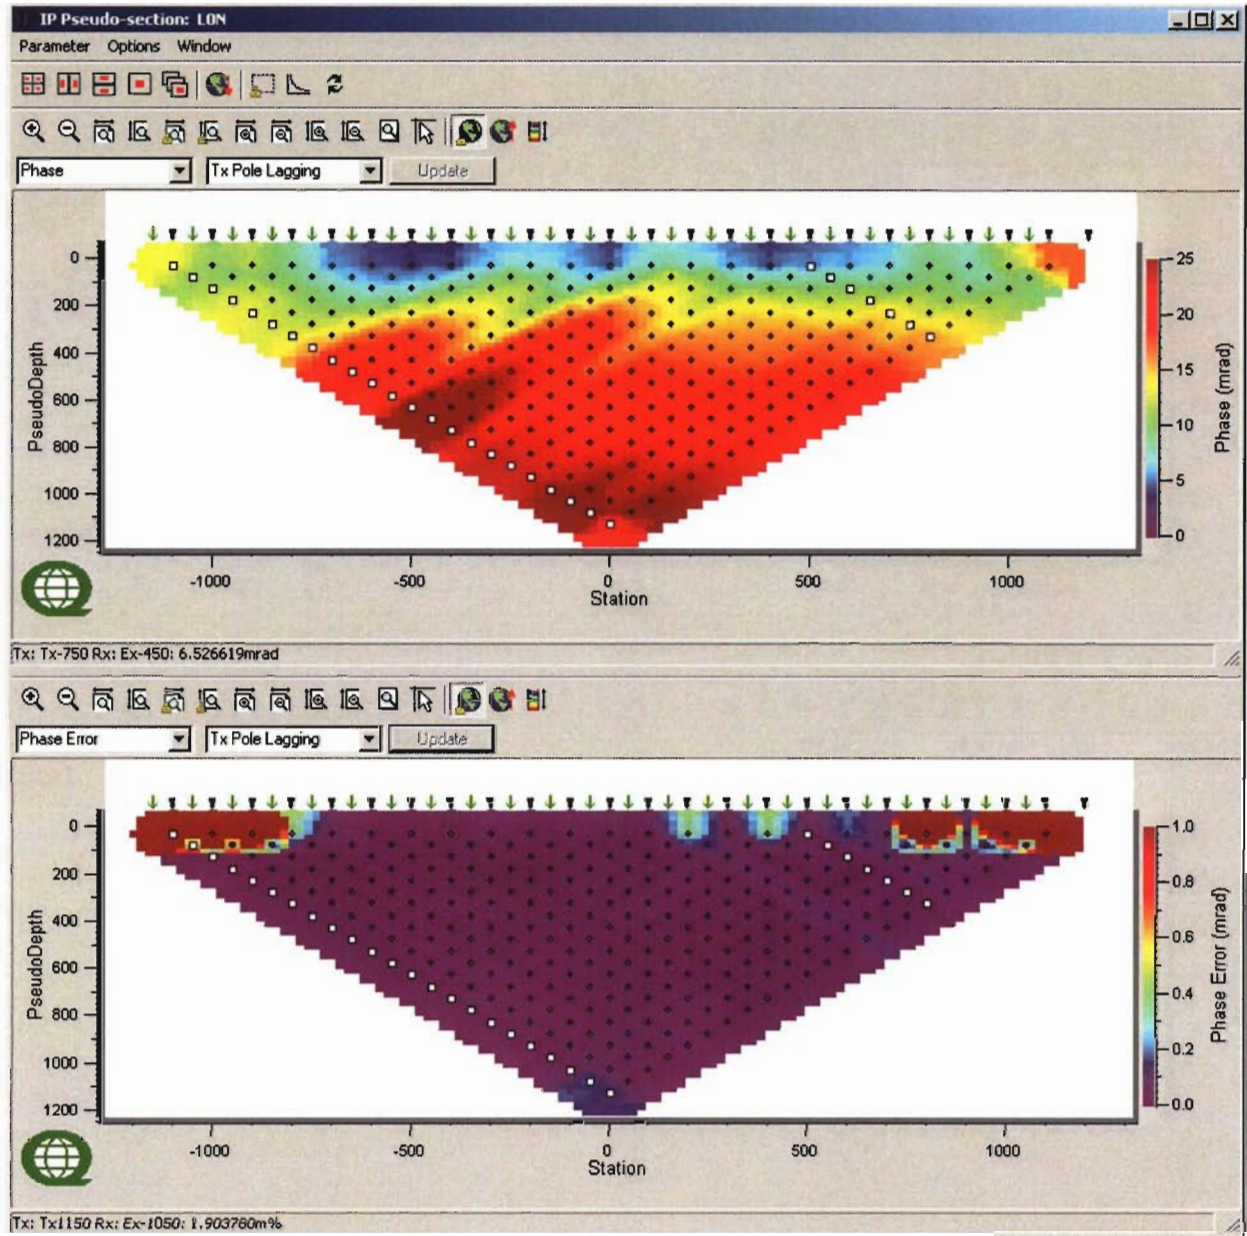 IP Pseudo-section: L0N
Parameter Options Window
Phase Tx Pole Lagging Update
0
200
400
600
800
1000
1200
PseudoDepth
-1000 -500 0 500 1000
Station
25
20
15
10
5
0
Phase (mrad)
Tx: Tx-750 Rx: Ex-450: 6.526619mrad
Phase Error Tx Pole Lagging Update
0
200
400
600
800
1000
1200
PseudoDepth
-1000 -500 0 500 1000
Station
1.0
0.8
0.6
0.4
0.2
0.0
Phase Error (mrad)
Tx: Tx1150 Rx: Ex-1050: 1.903780m%